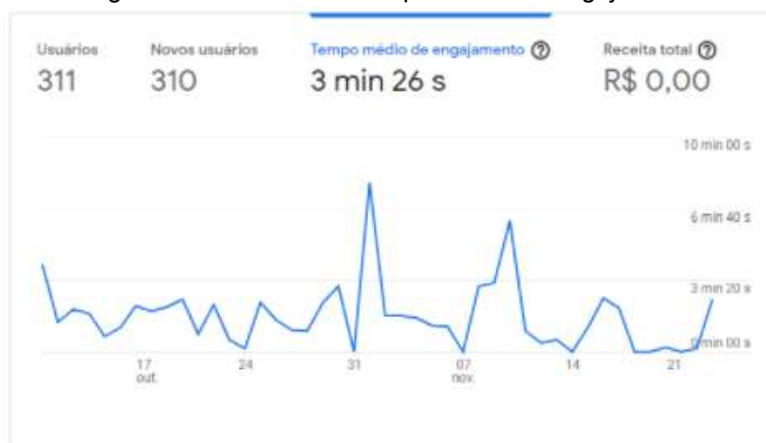 Usuários
311
Novos usuários
310
Tempo médio de engajamento
3 min 26 s
Receita total
R$ 0,00
10 min 00 s
6 min 40 s
3 min 20 s
0 min 00 s
17
out.
24
31
07
nov.
14
21